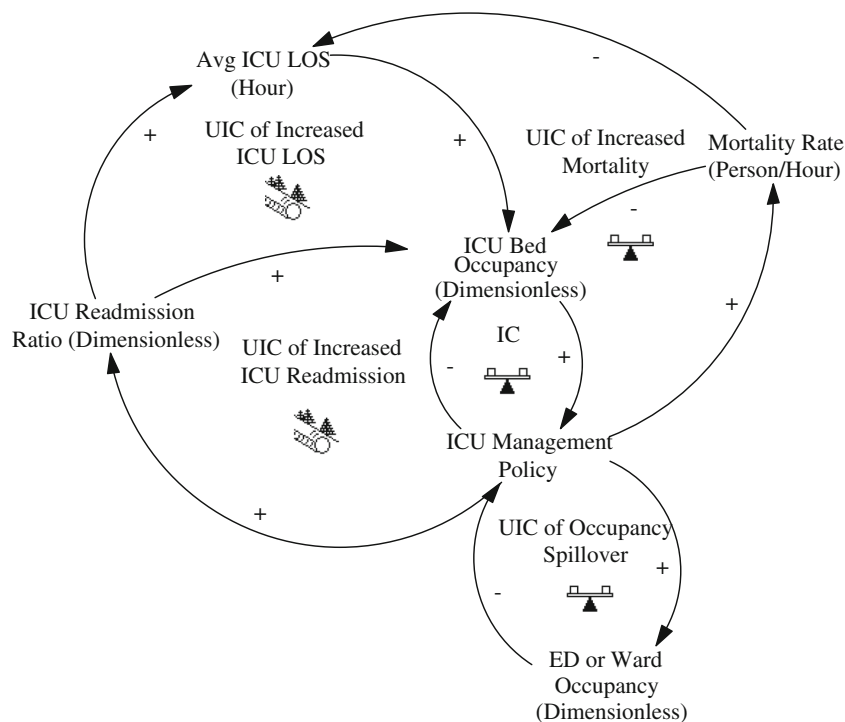 Avg ICU LOS
(Hour)
-
+
UIC of Increased
ICU LOS
+
UIC of Increased
Mortality
Mortality Rate
(Person/Hour)
-
ICU Bed
Occupancy
(Dimensionless)
+
ICU Readmission
Ratio (Dimensionless)
+
UIC of Increased
ICU Readmission
IC
-
+
ICU Management
Policy
+
UIC of Occupancy
Spillover
-
+
ED or Ward
Occupancy
(Dimensionless)